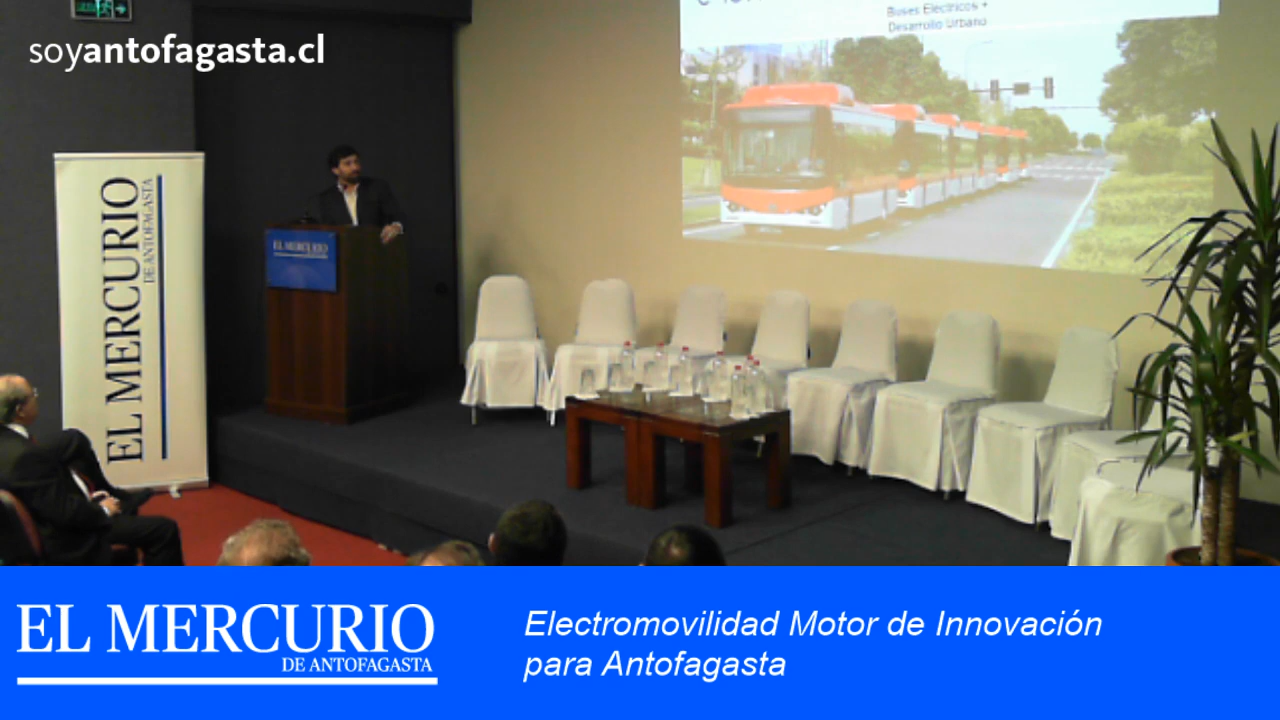 soyantofagasta.cl
Buses Eléctricos +
Desarrollo Urbano
EL MERCURIO
DE ANTOFAGASTA
EL MERCURIO
EL MERCURIO
DE ANTOFAGASTA
Electromovilidad Motor de Innovación
para Antofagasta